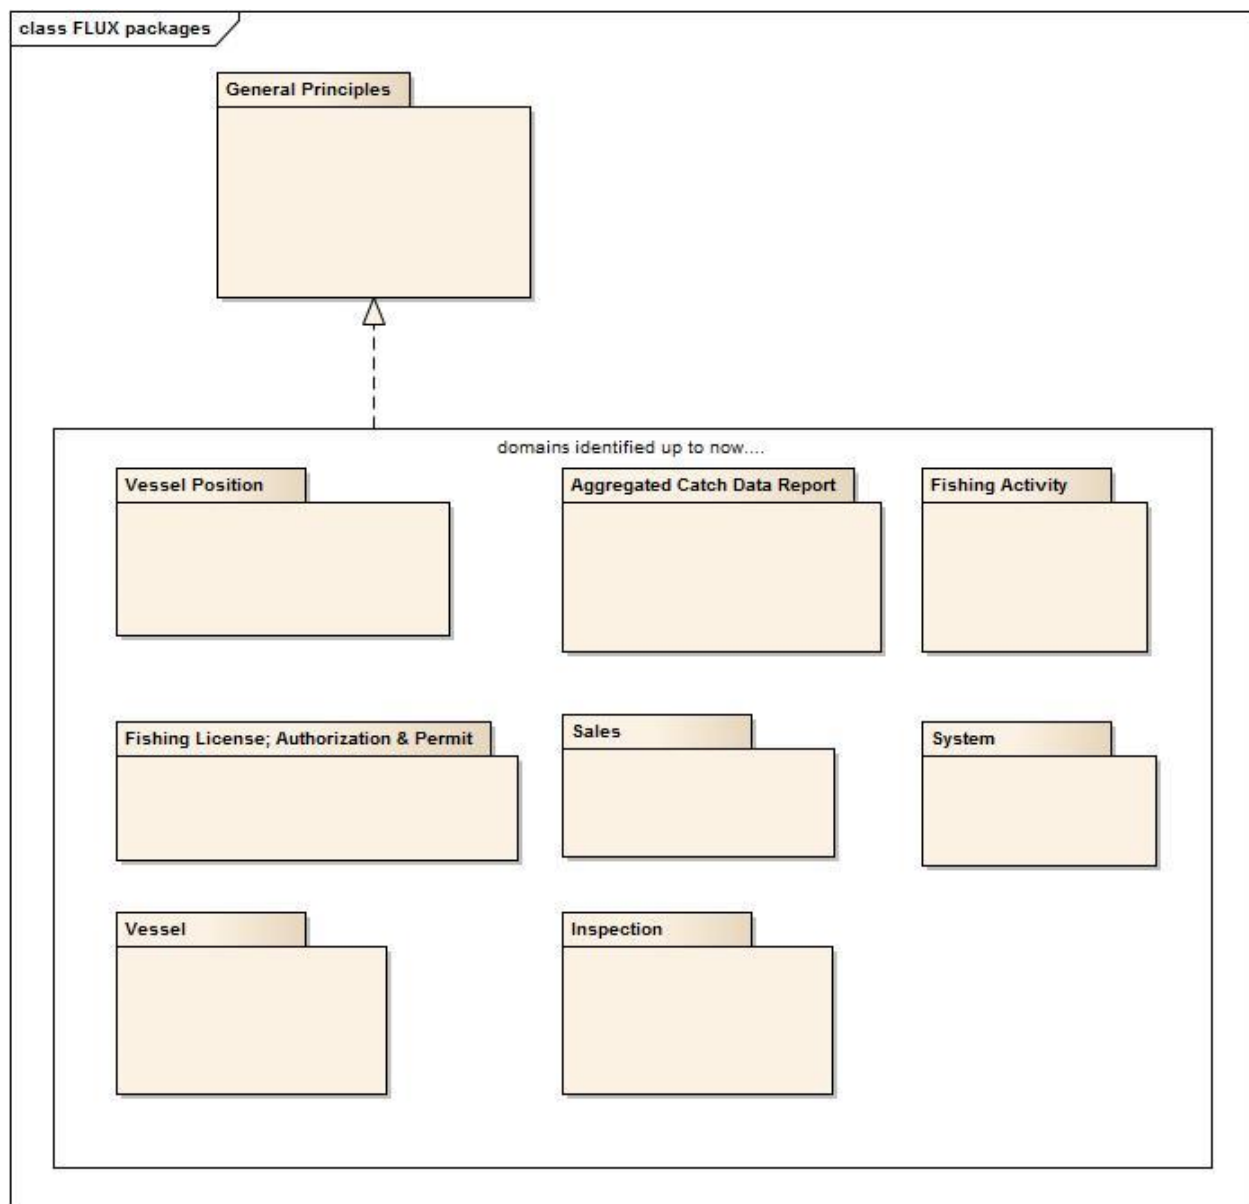 class FLUX packages
General Principles
domains identified up to now....
Vessel Position
Aggregated Catch Data Report
Fishing Activity
Fishing License; Authorization & Permit
Sales
System
Vessel
Inspection